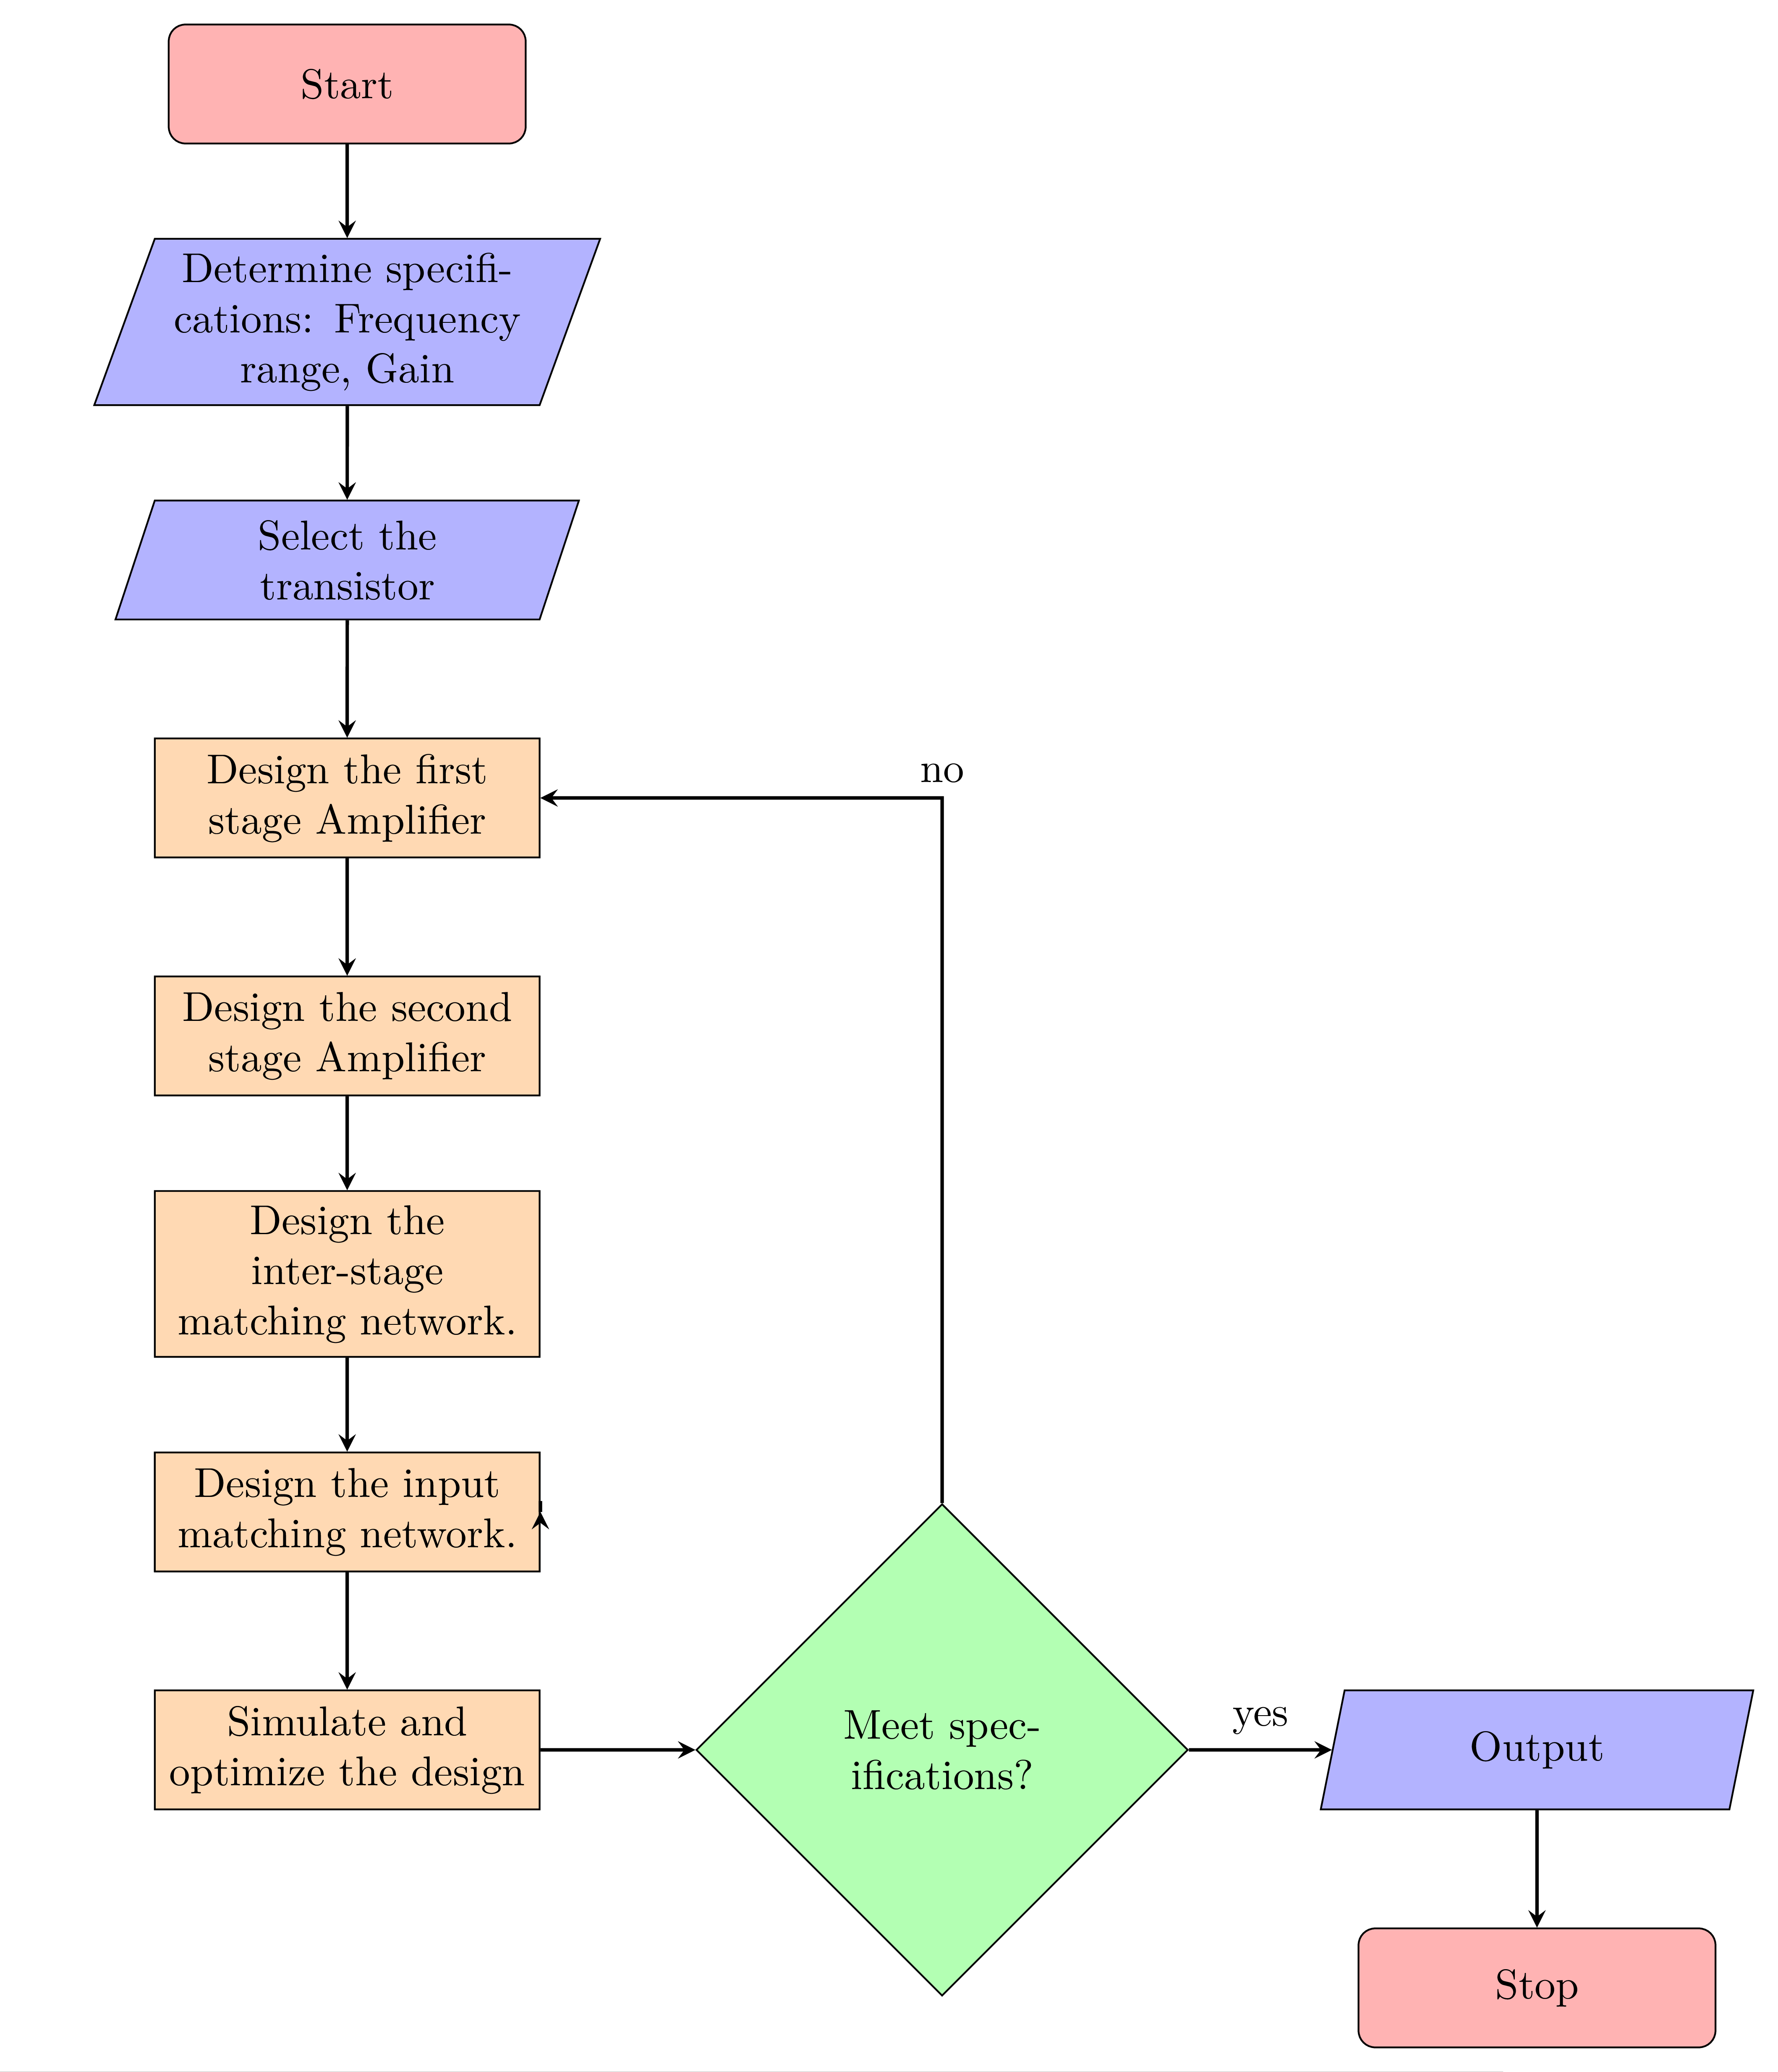 Start
Determine specifi-
cations: Frequency
range, Gain
Select the
transistor
Design the first
stage Amplifier
no
Design the second
stage Amplifier
Design the
inter-stage
matching network.
Design the input
matching network.
Simulate and
optimize the design
Meet spec-
ifications?
yes
Output
Stop